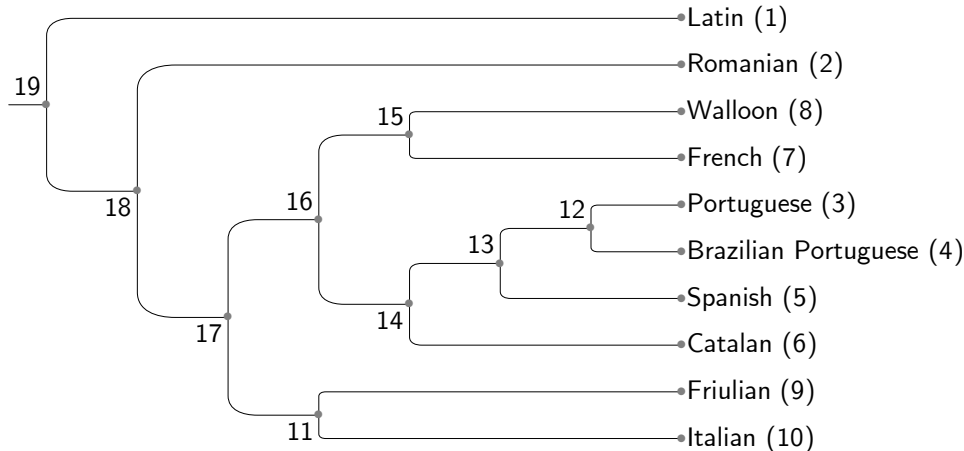 Latin (1)
Romanian (2)
19
Walloon (8)
15
French (7)
18
16
Portuguese (3)
12
Brazilian Portuguese (4)
13
Spanish (5)
14
17
Catalan (6)
Friulian (9)
11
Italian (10)